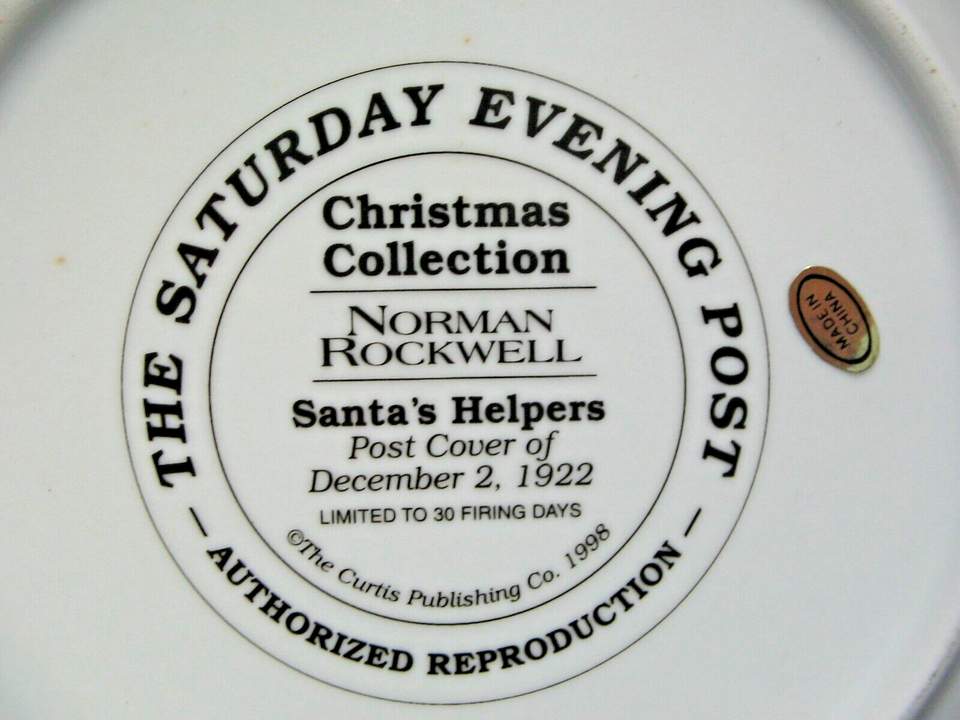 THE SATURDAY EVENING POST
Christmas
Collection
NORMAN
ROCKWELL
Santa's Helpers
Post Cover of
December 2, 1922
LIMITED TO 30 FIRING DAYS
©The Curtis Publishing Co. 1998
— AUTHORIZED REPRODUCTION —
MADE IN
CHINA